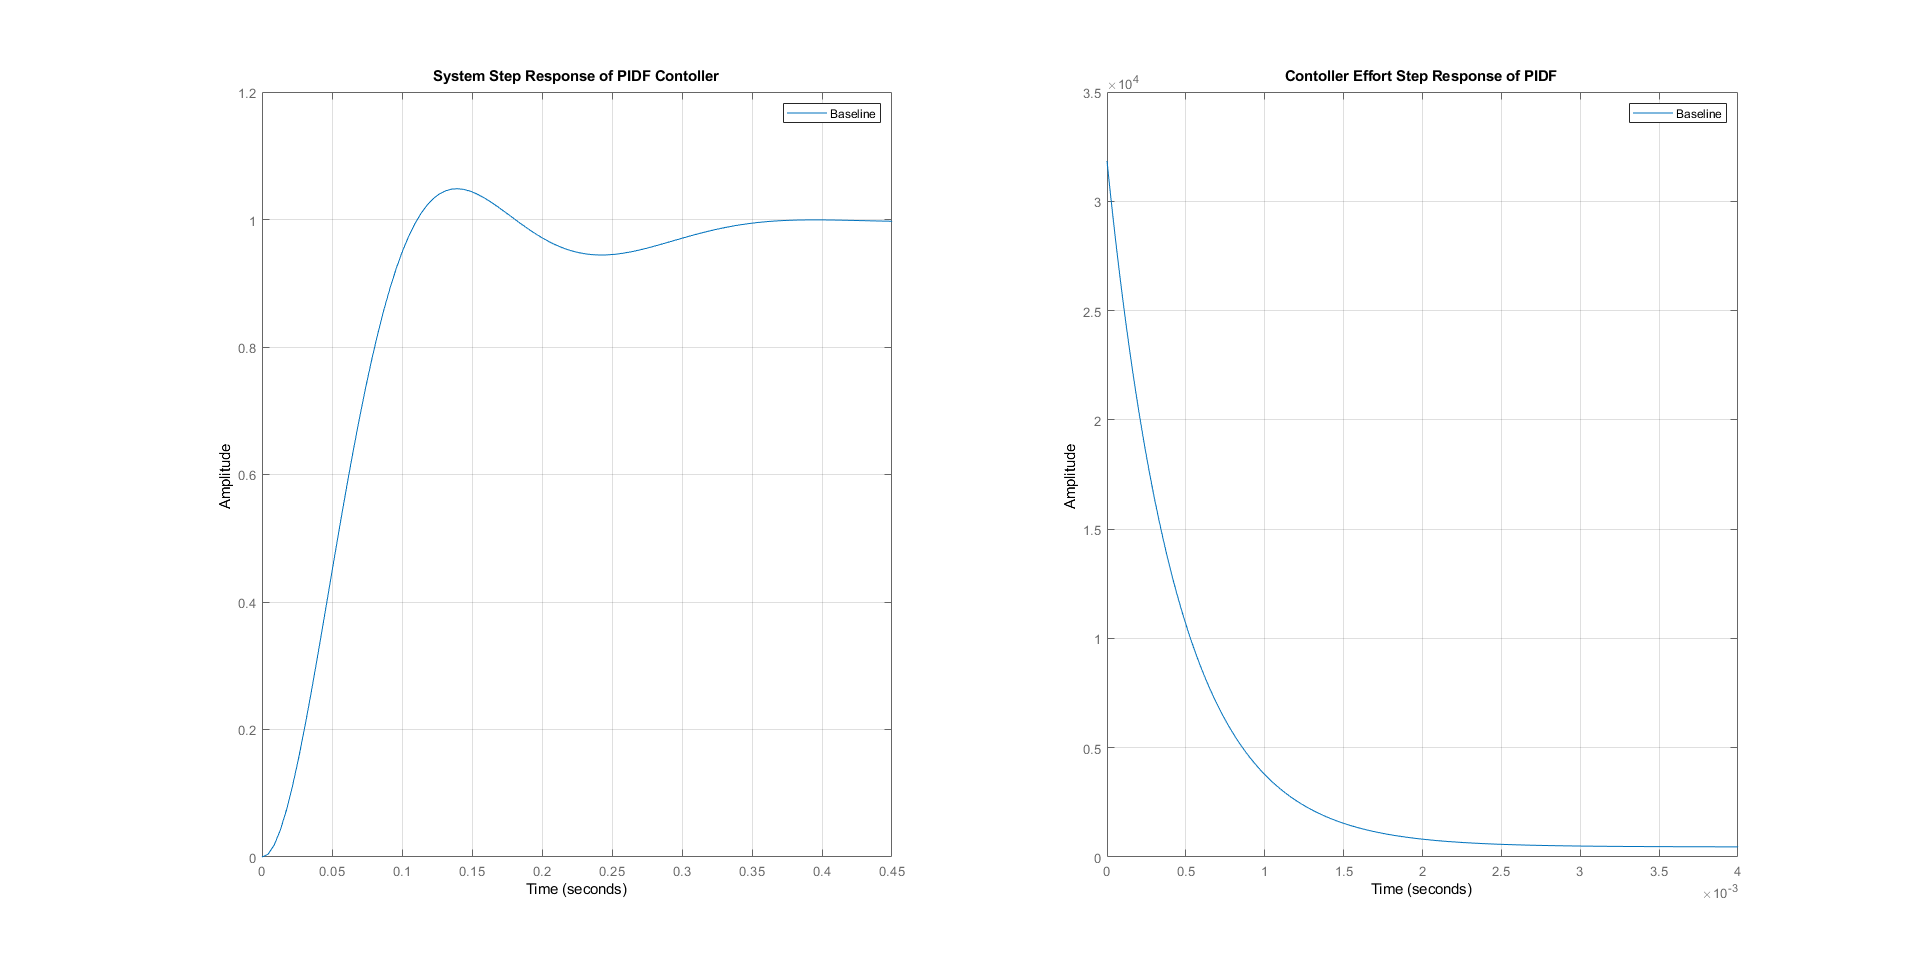 System Step Response of PIDF Contoller
1.2
1
0.8
0.6
0.4
0.2
0
Amplitude
Baseline
0 0.05 0.1 0.15 0.2 0.25 0.3 0.35 0.4 0.45
Time (seconds)
Contoller Effort Step Response of PIDF
×10^4
3.5
3
2.5
2
1.5
1
0.5
0
Amplitude
Baseline
0 0.5 1 1.5 2 2.5 3 3.5 4
Time (seconds)
×10^-3